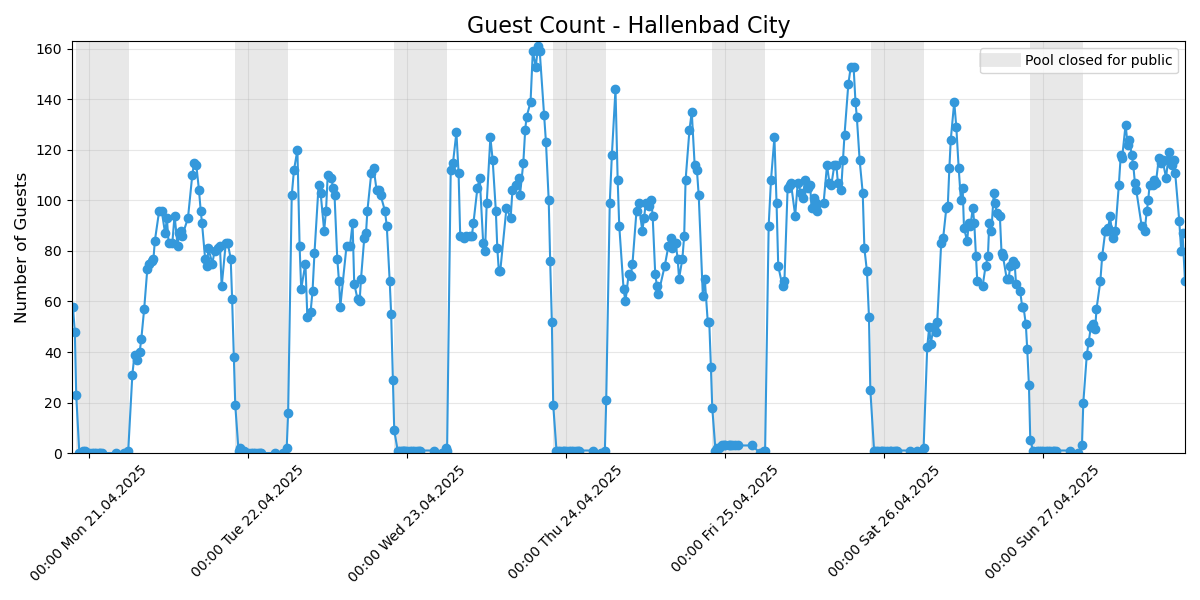 Guest Count - Hallenbad City
Pool closed for public
Number of Guests
160
140
120
100
80
60
40
20
0
00:00 Mon 21.04.2025
00:00 Tue 22.04.2025
00:00 Wed 23.04.2025
00:00 Thu 24.04.2025
00:00 Fri 25.04.2025
00:00 Sat 26.04.2025
00:00 Sun 27.04.2025